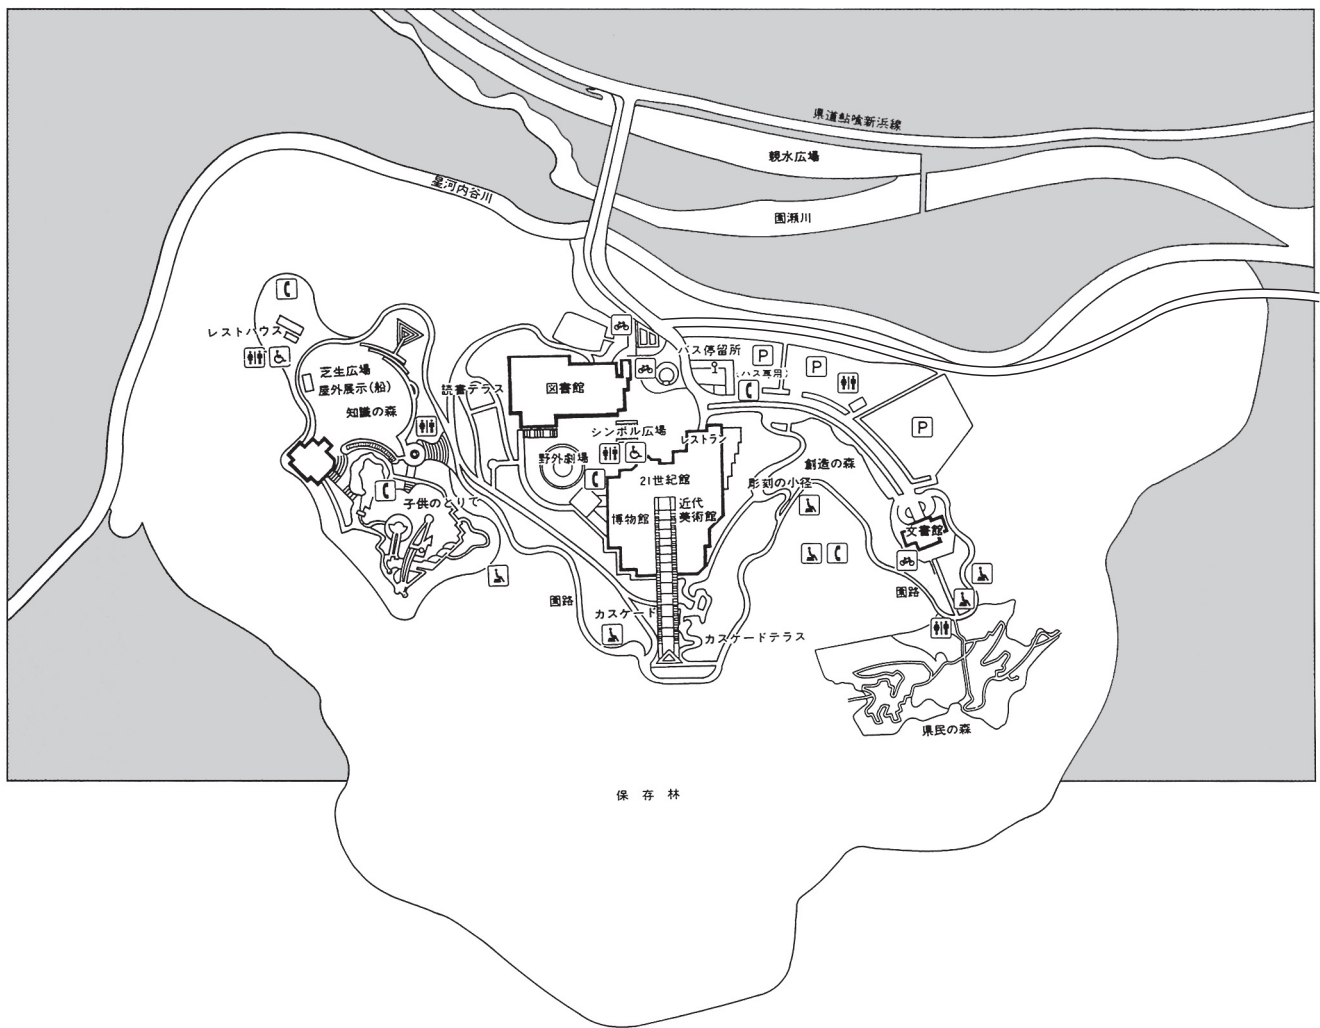 県道鮎喰新浜線
親水広場
星河内谷川
園瀬川
レストハウス
芝生広場
屋外展示(船)
知識の森
読書テラス
図書館
バス停留所
P
P
(バス専用)
P
シンボル広場
レストラン
野外劇場
21世紀館
創造の森
彫刻の小径
子供のとりで
博物館
近代
美術館
文書館
園路
カスケード
カスケードテラス
園路
県民の森
保存林